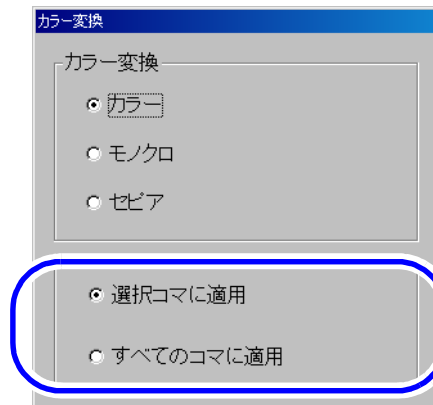 カラー変換
カラー変換
カラー
モノクロ
セピア
選択コマに適用
すべてのコマに適用